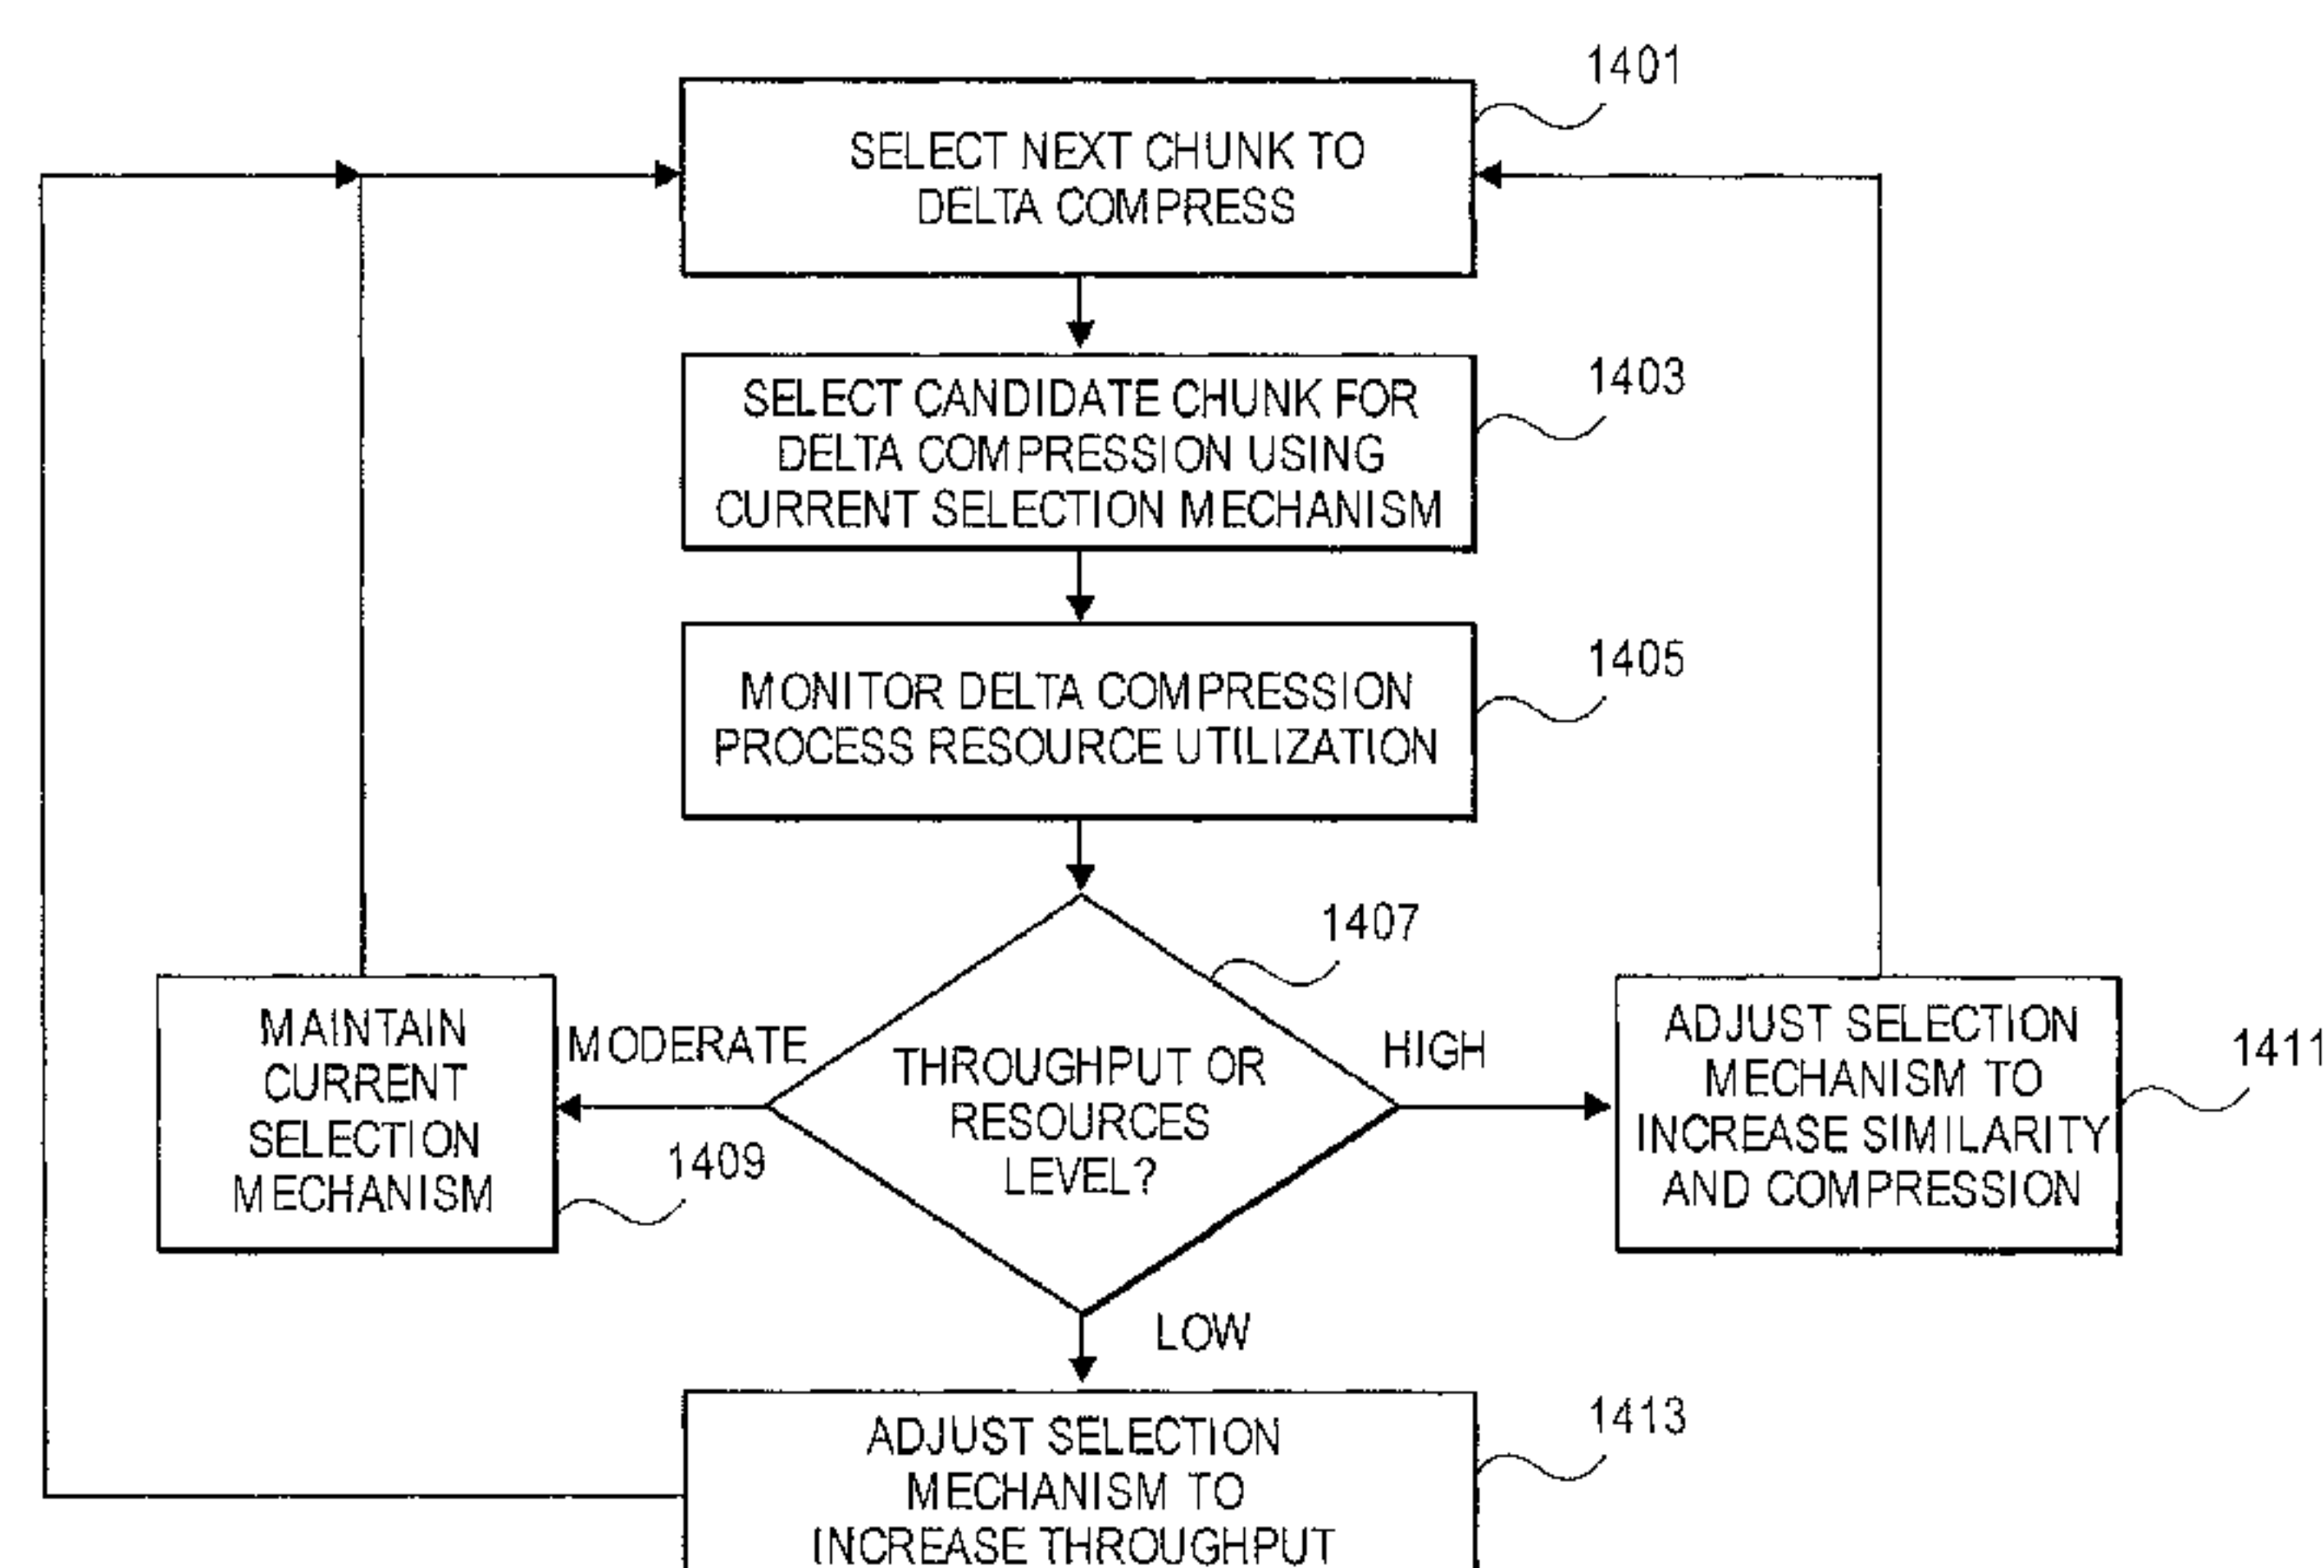 1401
SELECT NEXT CHUNK TO
DELTA COMPRESS
SELECT CANDIDATE CHUNK FOR
DELTA COMPRESSION USING
CURRENT SELECTION MECHANISM
1403
MONITOR DELTA COMPRESSION
PROCESS RESOURCE UTILIZATION
1405
1407
THROUGHPUT OR
RESOURCES
LEVEL?
MODERATE
MAINTAIN
CURRENT
SELECTION
MECHANISM
1409
HIGH
ADJUST SELECTION
MECHANISM TO
INCREASE SIMILARITY
AND COMPRESSION
1411
LOW
ADJUST SELECTION
MECHANISM TO
INCREASE THROUGHPUT
1413